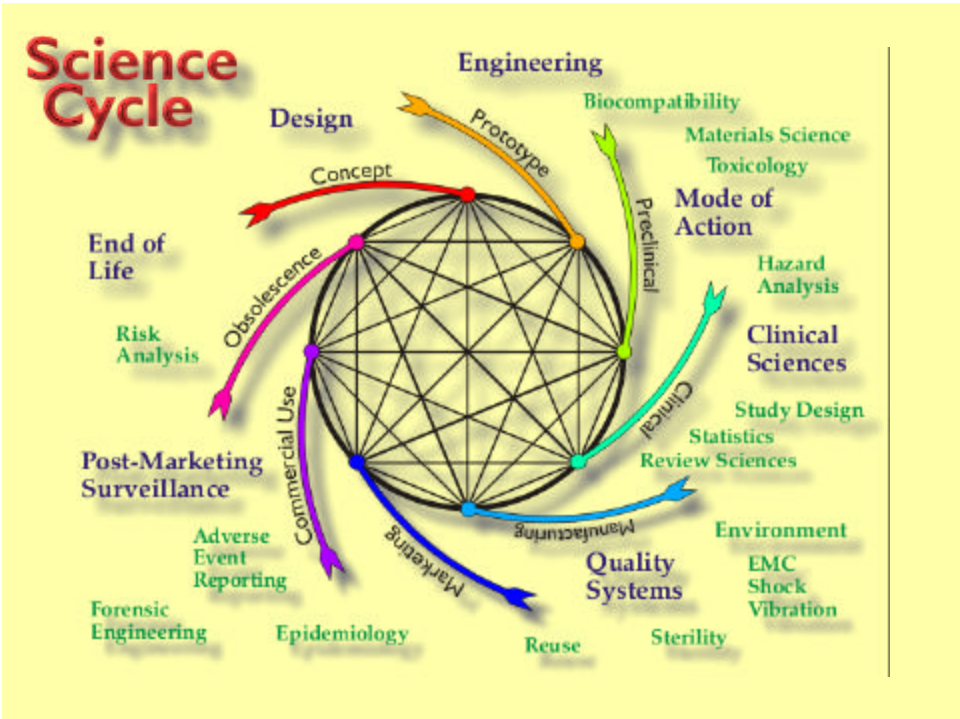 Science
Cycle
Engineering
Design
Biocompatibility
Prototype
Materials Science
Toxicology
Concept
Mode of
Action
Preclinical
End of
Life
Obsolescence
Hazard
Analysis
Risk
Analysis
Clinical
Sciences
Clinical
Study Design
Statistics
Review Sciences
Commercial Use
Post-Marketing
Surveillance
Manufacturing
Marketing
Environment
Adverse
Event
Reporting
Quality
Systems
EMC
Shock
Vibration
Forensic
Engineering
Epidemiology
Reuse
Sterility